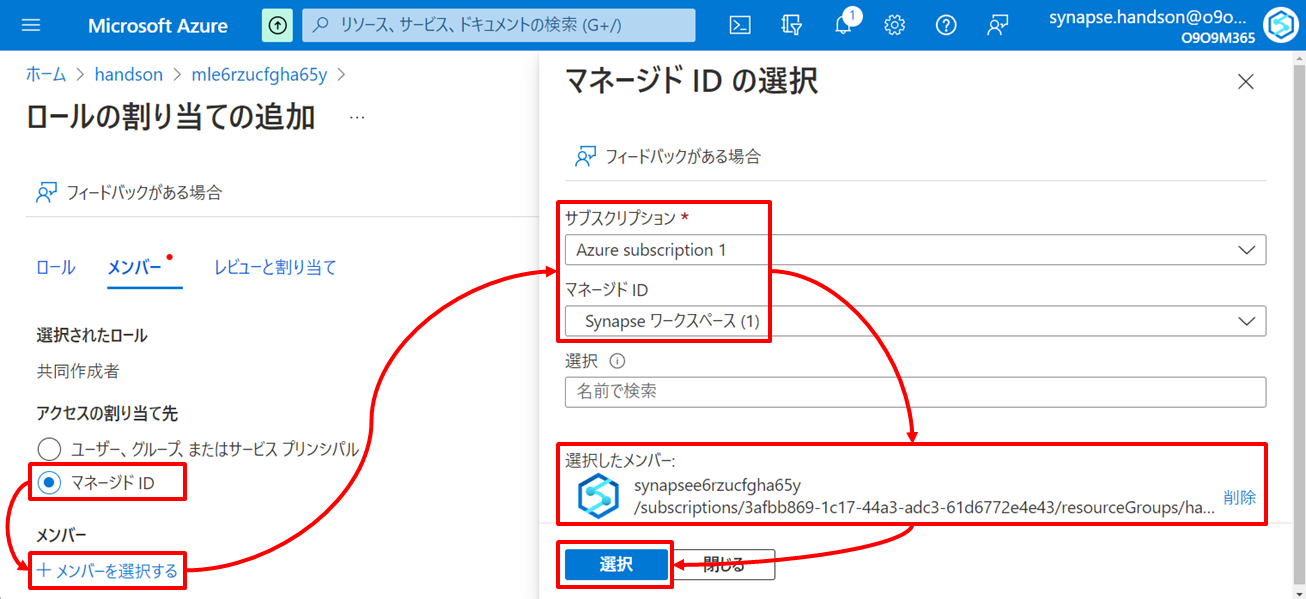 Microsoft Azure
リソース、サービス、ドキュメントの検索 (G+/)
1
synapse.handson@o9o...
O9O9M365
ホーム > handson > mle6rzucfgha65y >
ロールの割り当ての追加 ...
フィードバックがある場合
ロール メンバー レビューと割り当て
選択されたロール
共同作成者
アクセスの割り当て先
ユーザー、グループ、またはサービス プリンシパル
マネージド ID
メンバー
+ メンバーを選択する
マネージド ID の選択
フィードバックがある場合
サブスクリプション *
Azure subscription 1
マネージド ID
Synapse ワークスペース (1)
選択
名前で検索
選択したメンバー:
synapsee6rzucfgha65y
/subscriptions/3afbb869-1c17-44a3-adc3-61d6772e4e43/resourceGroups/ha...
削除
選択 閉じる